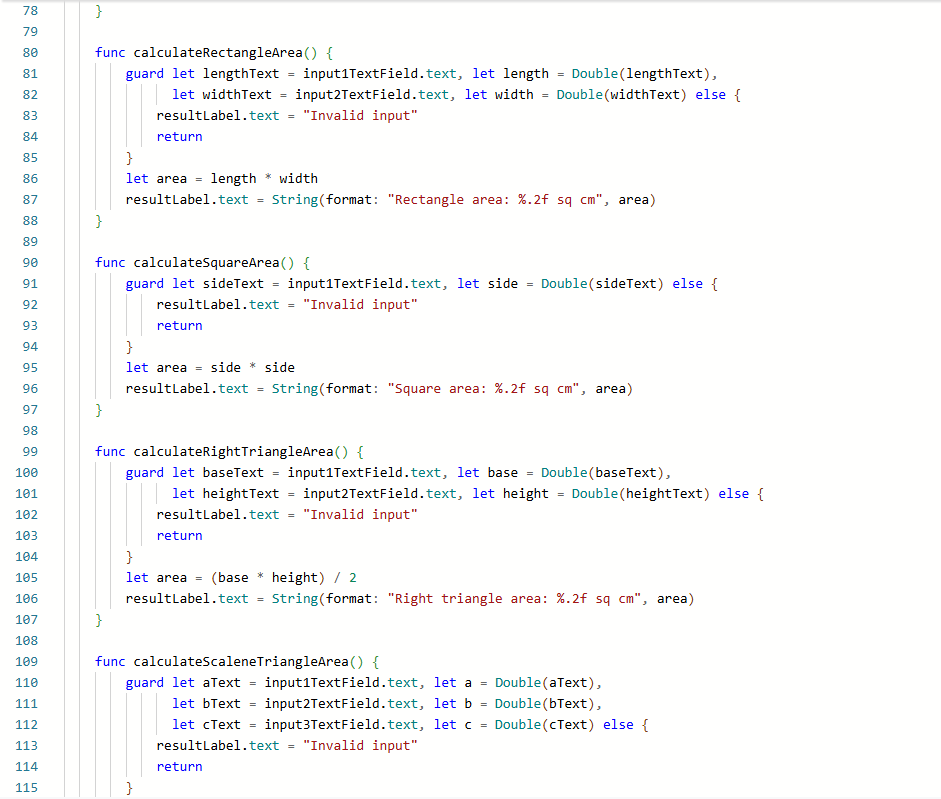 78 }
79
80 func calculateRectangleArea() {
81 guard let lengthText = input1TextField.text, let length = Double(lengthText),
82 let widthText = input2TextField.text, let width = Double(widthText) else {
83 resultLabel.text = "Invalid input"
84 return
85 }
86 let area = length * width
87 resultLabel.text = String(format: "Rectangle area: %.2f sq cm", area)
88 }
89
90 func calculateSquareArea() {
91 guard let sideText = input1TextField.text, let side = Double(sideText) else {
92 resultLabel.text = "Invalid input"
93 return
94 }
95 let area = side * side
96 resultLabel.text = String(format: "Square area: %.2f sq cm", area)
97 }
98
99 func calculateRightTriangleArea() {
100 guard let baseText = input1TextField.text, let base = Double(baseText),
101 let heightText = input2TextField.text, let height = Double(heightText) else {
102 resultLabel.text = "Invalid input"
103 return
104 }
105 let area = (base * height) / 2
106 resultLabel.text = String(format: "Right triangle area: %.2f sq cm", area)
107 }
108
109 func calculateScaleneTriangleArea() {
110 guard let aText = input1TextField.text, let a = Double(aText),
111 let bText = input2TextField.text, let b = Double(bText),
112 let cText = input3TextField.text, let c = Double(cText) else {
113 resultLabel.text = "Invalid input"
114 return
115 }